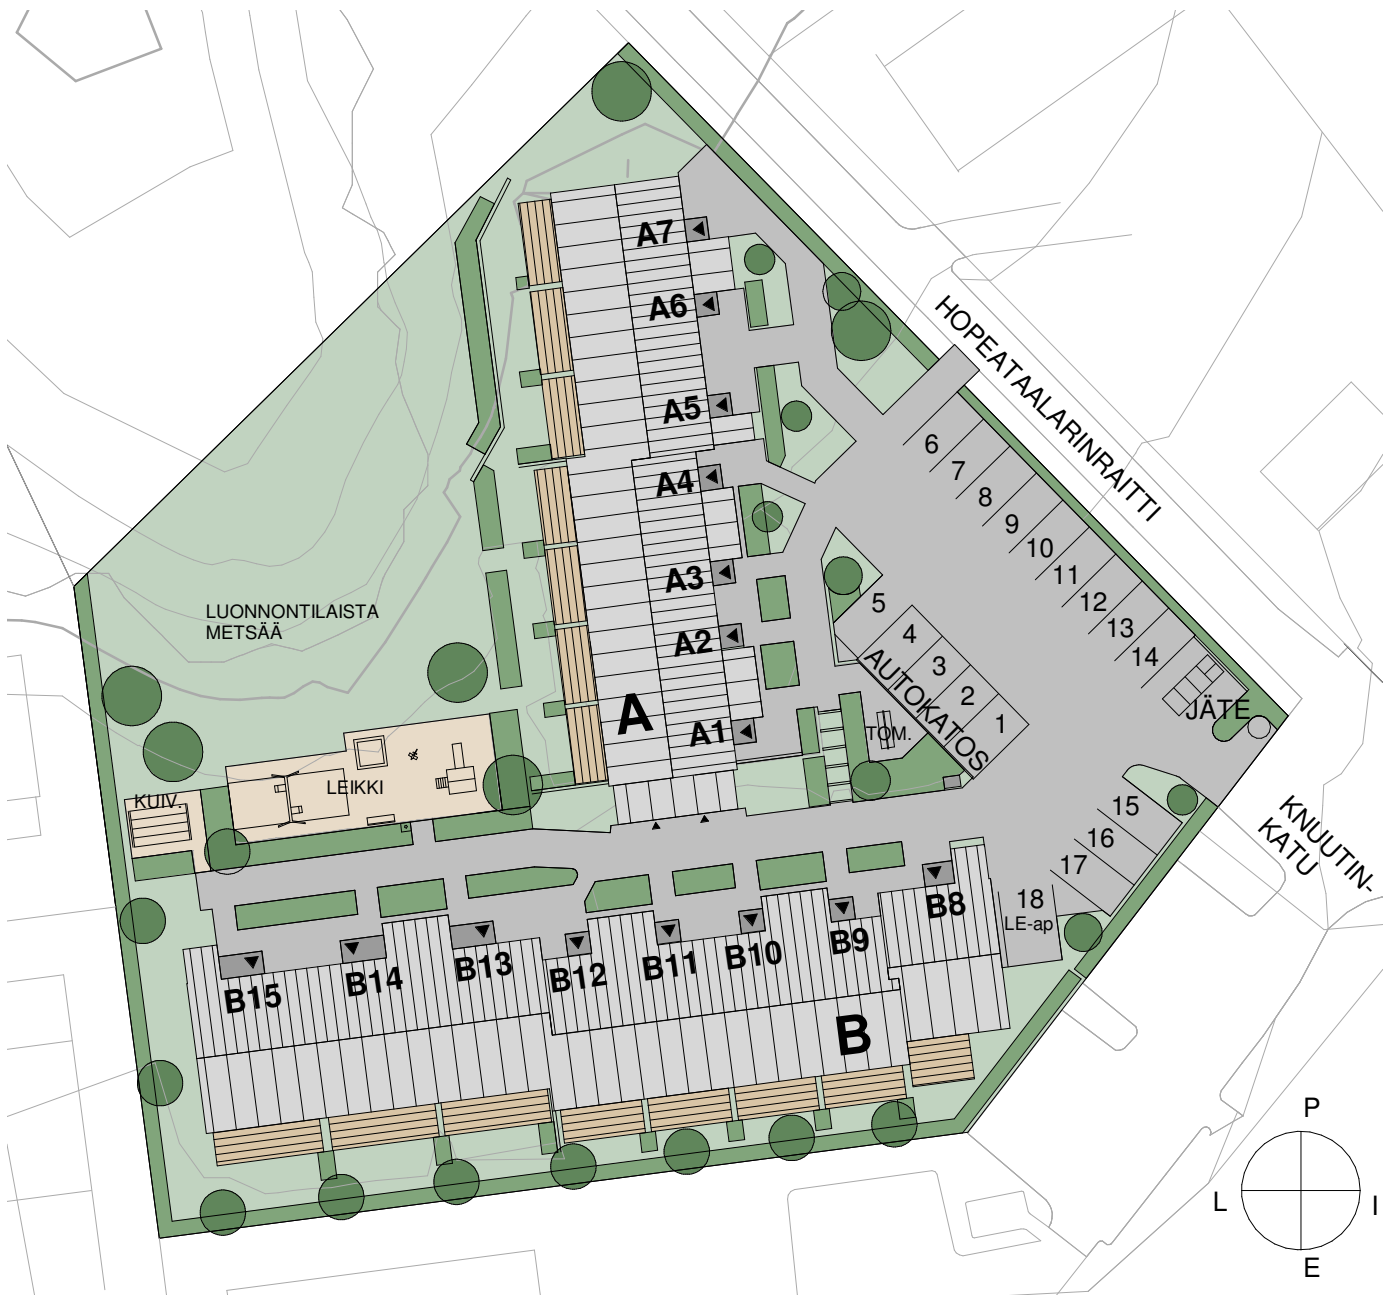 A7
A6
HOPEATAALARINRAITTI
A5
6
7
A4
8
9
10
A3
11
12
5
LUONNONTILAISTA
METSÄÄ
13
4
A2
14
3
AUTOKATOS
2
A
1
JÄTE
A1
TOM.
LEIKKI
KUIV.
15
KNUUTIN-
KATU
16
17
18
LE-ap
B8
B9
B10
B11
B12
B13
B14
B15
B
P
L
I
E